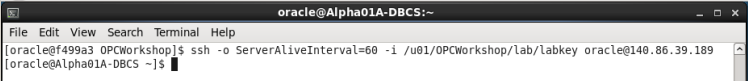 oracle@Alpha01A-DBCS:~
File Edit View Search Terminal Help
[oracle@f499a3 OPCWorkshop]$ ssh -o ServerAliveInterval=60 -i /u01/OPCWorkshop/lab/labkey oracle@140.86.39.189
[oracle@Alpha01A-DBCS ~]$